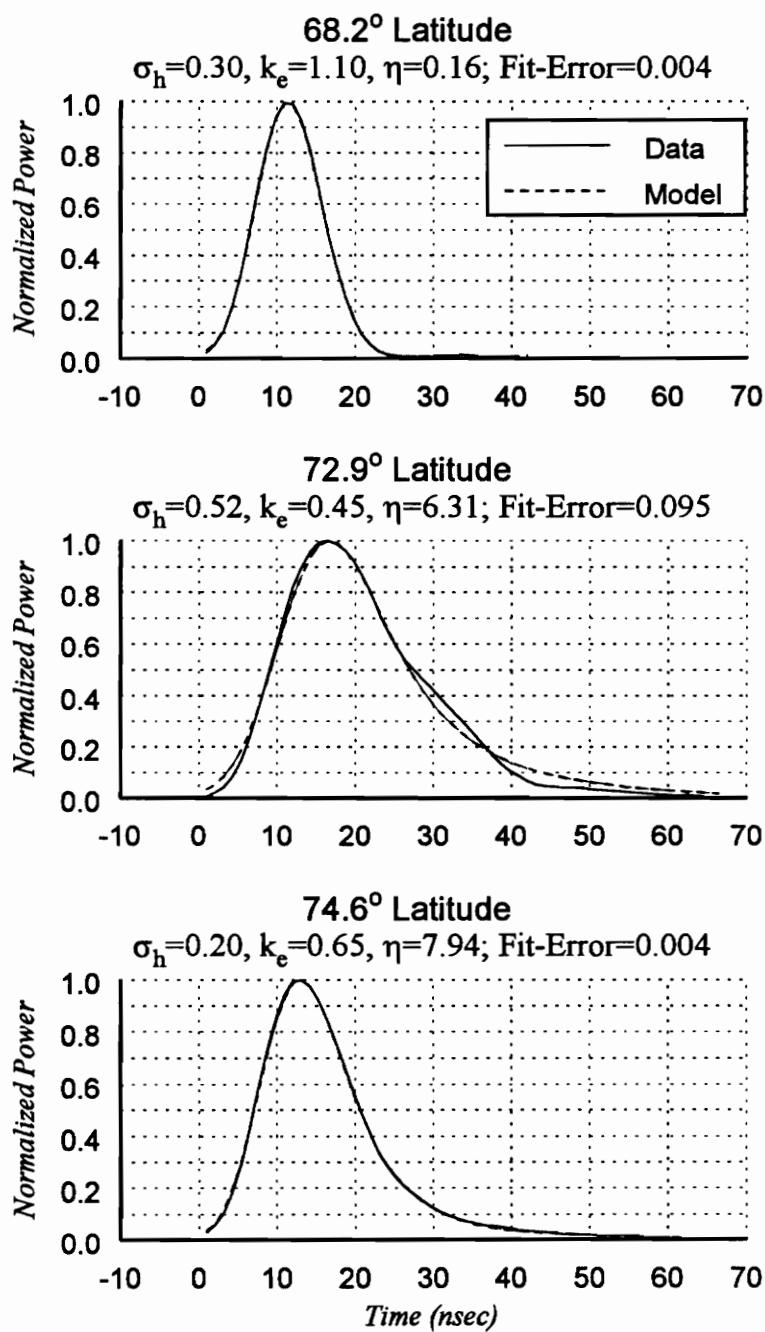 68.2° Latitude
σh=0.30, ke=1.10, η=0.16; Fit-Error=0.004
Normalized Power
1.0
0.8
0.6
0.4
0.2
0.0
Data
Model
-10 0 10 20 30 40 50 60 70
72.9° Latitude
σh=0.52, ke=0.45, η=6.31; Fit-Error=0.095
Normalized Power
1.0
0.8
0.6
0.4
0.2
0.0
-10 0 10 20 30 40 50 60 70
74.6° Latitude
σh=0.20, ke=0.65, η=7.94; Fit-Error=0.004
Normalized Power
1.0
0.8
0.6
0.4
0.2
0.0
-10 0 10 20 30 40 50 60 70
Time (nsec)